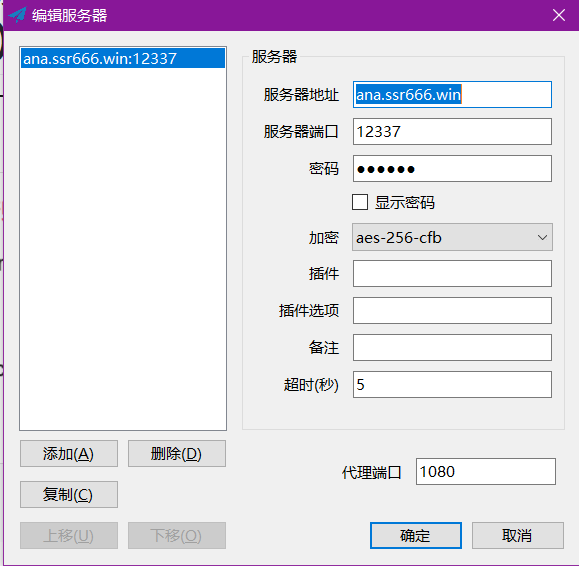 编辑服务器
ana.ssr666.win:12337
服务器
服务器地址 ana.ssr666.win
服务器端口 12337
密码 ●●●●●●
显示密码
加密 aes-256-cfb
插件
插件选项
备注
超时(秒) 5
添加(A) 删除(D)
代理端口 1080
复制(C)
上移(U) 下移(O)
确定 取消